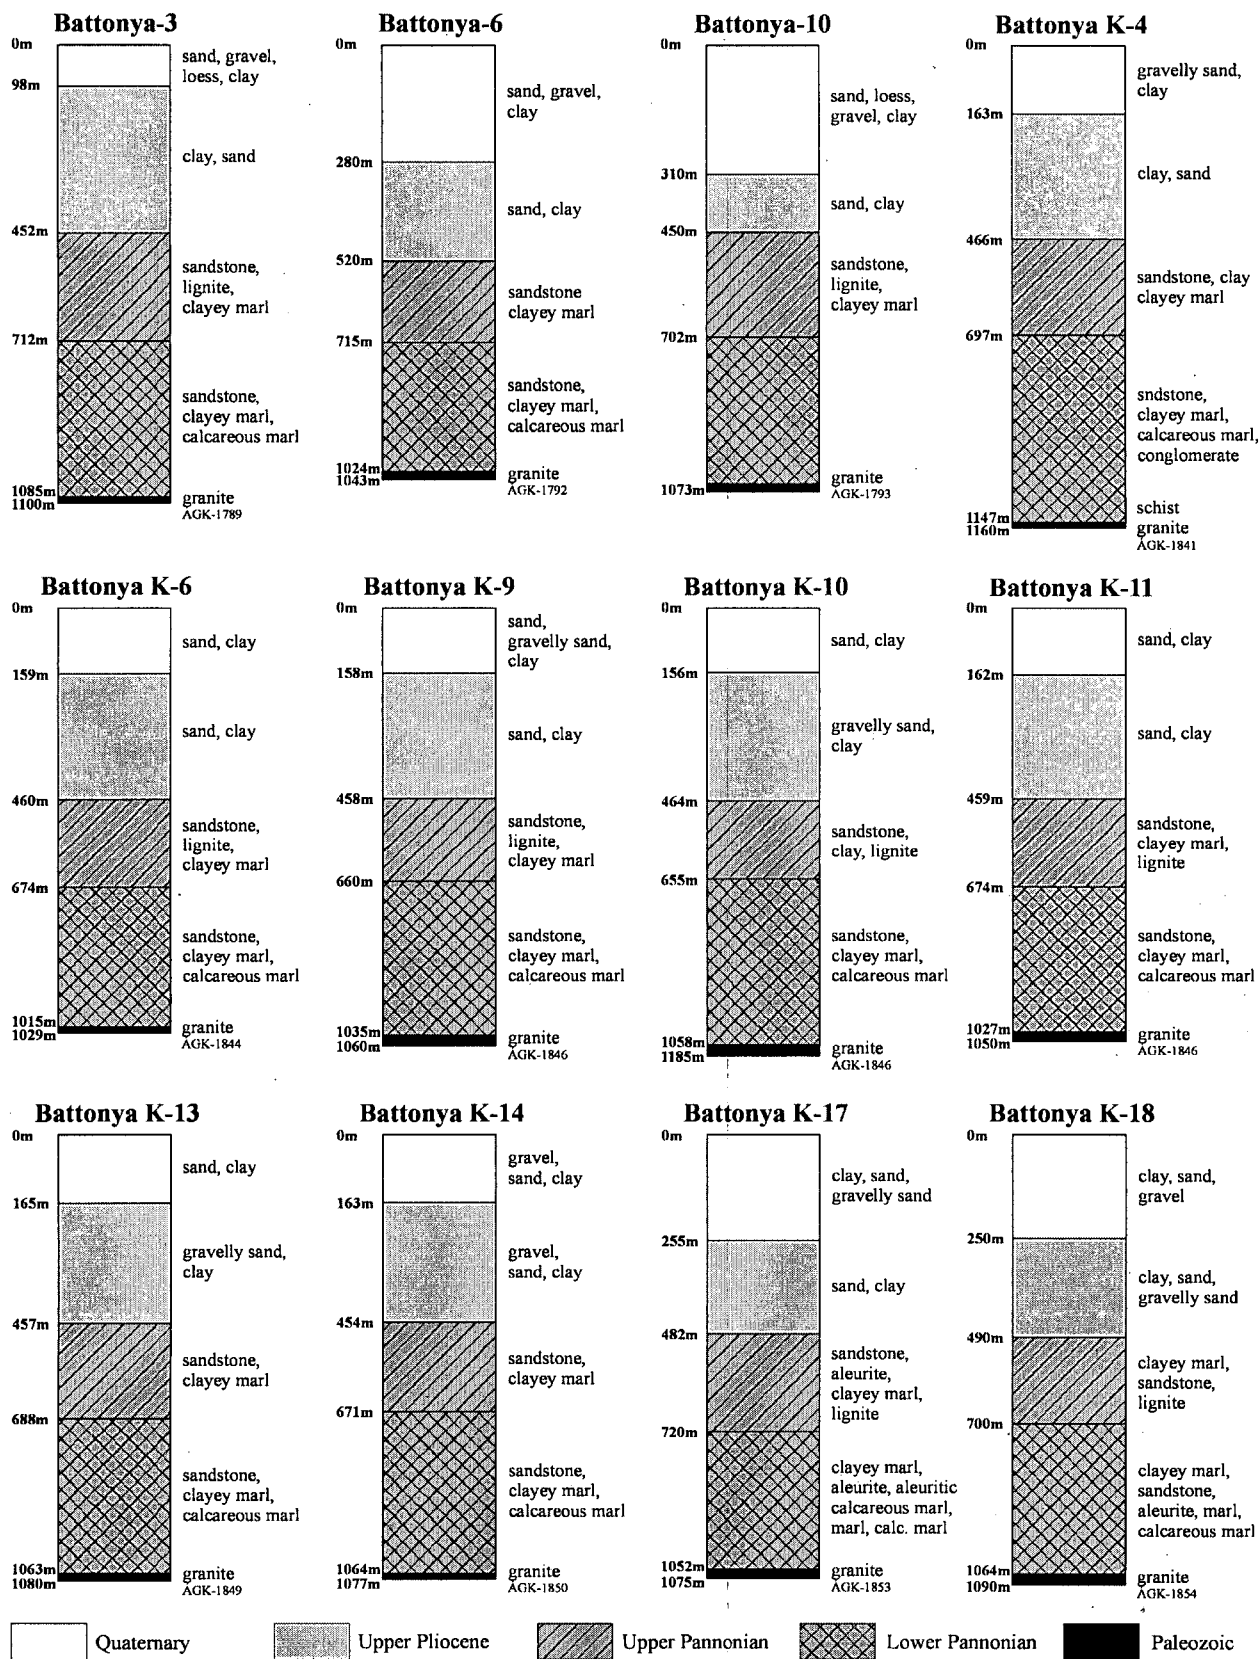 Battonya-3
0m
sand, gravel,
loess, clay
98m
clay, sand
452m
sandstone,
lignite,
clayey marl
712m
sandstone,
clayey marl,
calcareous marl
1085m
1100m
granite
AGK-1789
Battonya-6
0m
sand, gravel,
clay
280m
sand, clay
520m
sandstone
clayey marl
715m
sandstone,
clayey marl,
calcareous marl
1024m
1043m
granite
AGK-1792
Battonya-10
0m
sand, loess,
gravel, clay
310m
sand, clay
450m
sandstone,
lignite,
clayey marl
702m
1073m
granite
AGK-1793
Battonya K-4
0m
gravelly sand,
clay
163m
clay, sand
466m
sandstone, clay
clayey marl
697m
sndstone,
clayey marl,
calcareous marl,
conglomerate
schist
1147m
1160m
granite
AGK-1841
Battonya K-6
0m
sand, clay
159m
sand, clay
460m
sandstone,
lignite,
clayey marl
674m
sandstone,
clayey marl,
calcareous marl
1015m
1029m
granite
AGK-1844
Battonya K-9
0m
sand,
gravelly sand,
clay
158m
sand, clay
458m
sandstone,
lignite,
clayey marl
660m
sandstone,
clayey marl,
calcareous marl
1035m
1060m
granite
AGK-1846
Battonya K-10
0m
sand, clay
156m
gravelly sand,
clay
464m
sandstone,
clay, lignite
655m
sandstone,
clayey marl,
calcareous marl
1058m
1185m
granite
AGK-1846
Battonya K-11
0m
sand, clay
162m
sand, clay
459m
sandstone,
clayey marl,
lignite
674m
sandstone,
clayey marl,
calcareous marl
1027m
1050m
granite
AGK-1846
Battonya K-13
0m
sand, clay
165m
gravelly sand,
clay
457m
sandstone,
clayey marl
688m
sandstone,
clayey marl,
calcareous marl
1063m
1080m
granite
AGK-1849
Battonya K-14
0m
gravel,
sand, clay
163m
gravel,
sand, clay
454m
sandstone,
clayey marl
671m
sandstone,
clayey marl,
calcareous marl
1064m
1077m
granite
AGK-1850
Battonya K-17
0m
clay, sand,
gravelly sand
255m
sand, clay
482m
sandstone,
aleurite,
clayey marl,
lignite
720m
clayey marl,
aleurite, aleuritic
calcareous marl,
marl, calc. marl
1052m
1075m
granite
AGK-1853
Battonya K-18
0m
clay, sand,
gravel
250m
clay, sand,
gravelly sand
490m
clayey marl,
sandstone,
lignite
700m
clayey marl,
sandstone,
aleurite, marl,
calcareous marl
1064m
1090m
granite
AGK-1854
Quaternary
Upper Pliocene
Upper Pannonian
Lower Pannonian
Paleozoic